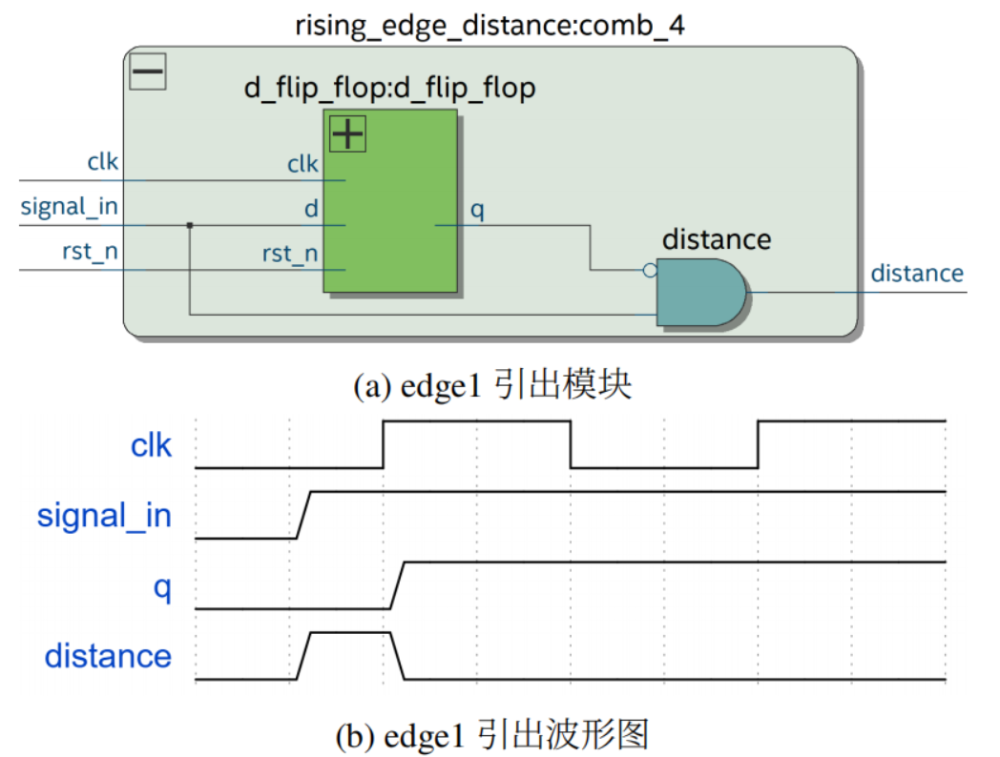 rising_edge_distance:comb_4
d_flip_flop:d_flip_flop
clk
clk
signal_in
d
q
rst_n
rst_n
distance
distance
(a) edge1 引出模块
clk
signal_in
q
distance
(b) edge1 引出波形图